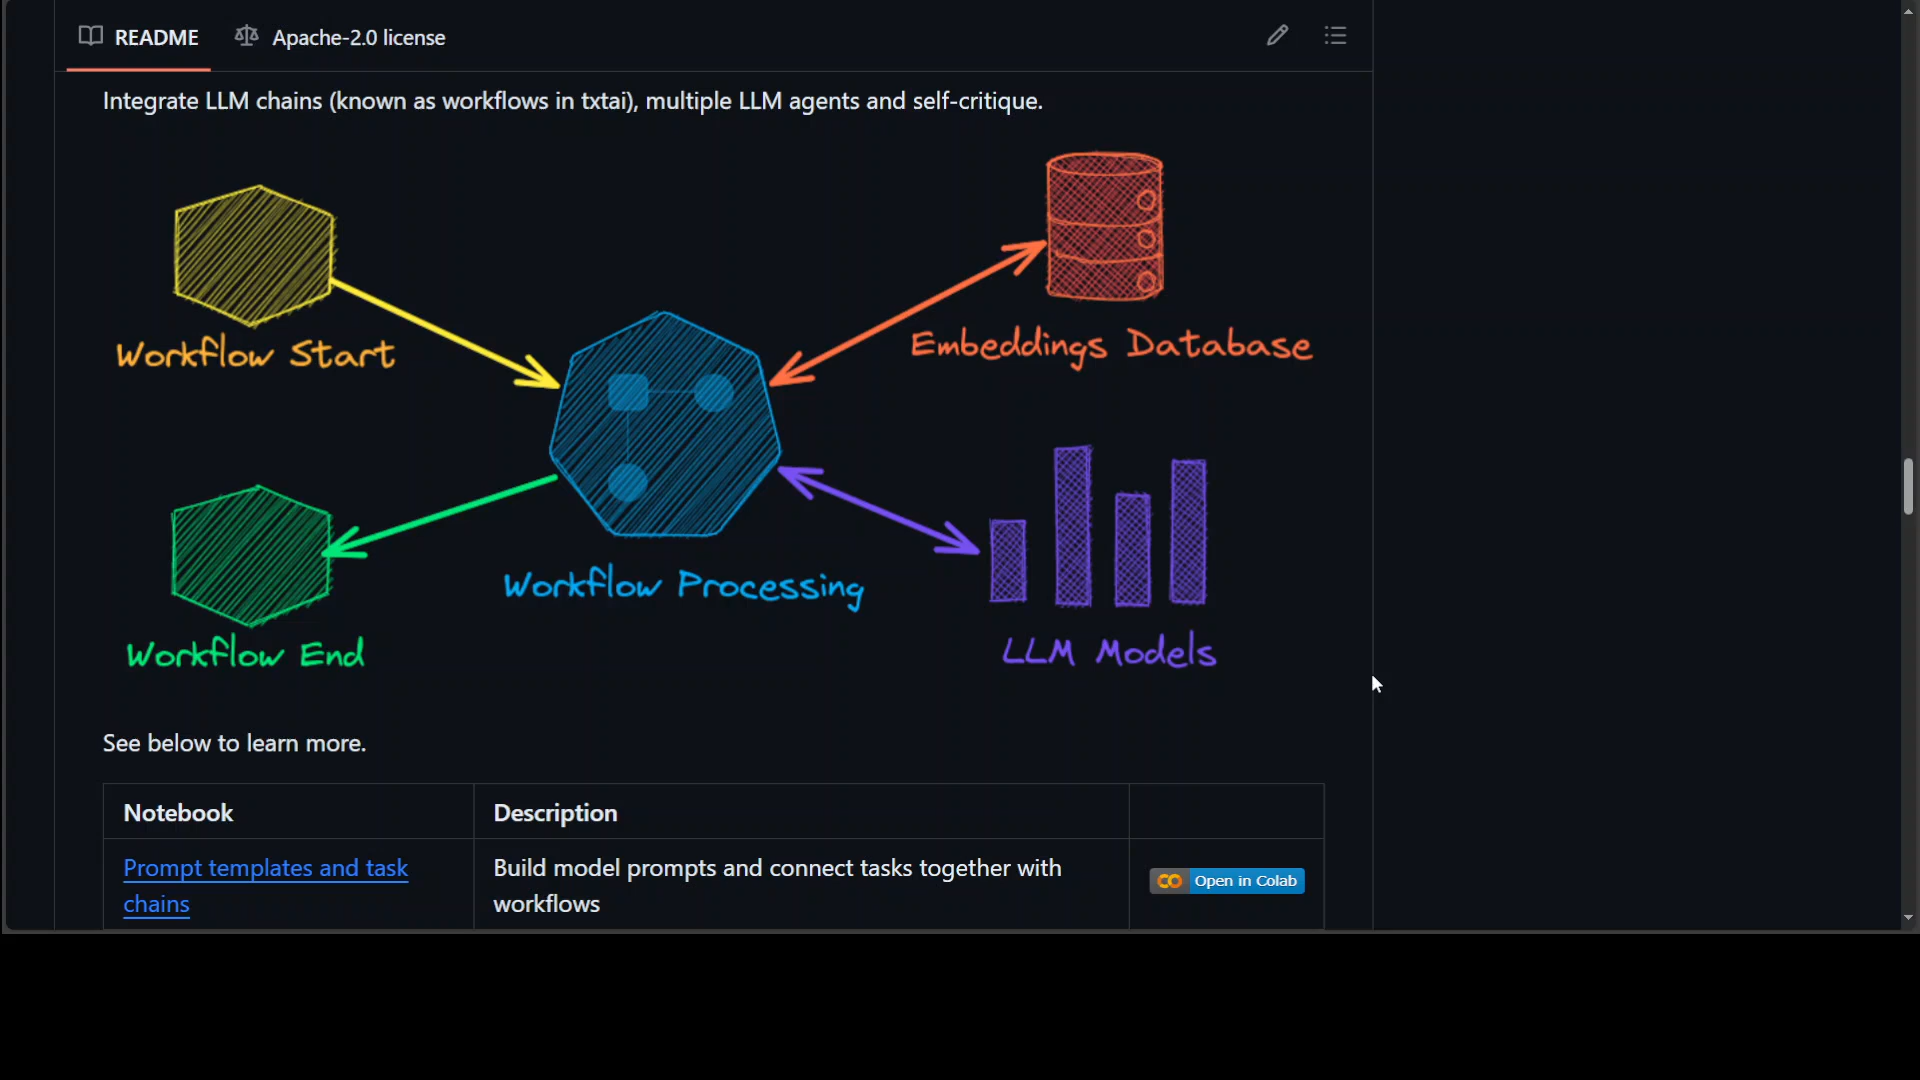 README
Apache-2.0 license
Integrate LLM chains (known as workflows in txtai), multiple LLM agents and self-critique.
Workflow Start
Embeddings Database
Workflow Processing
Workflow End
LLM Models
See below to learn more.
Notebook
Description
Prompt templates and task
chains
Build model prompts and connect tasks together with
workflows
Open in Colab